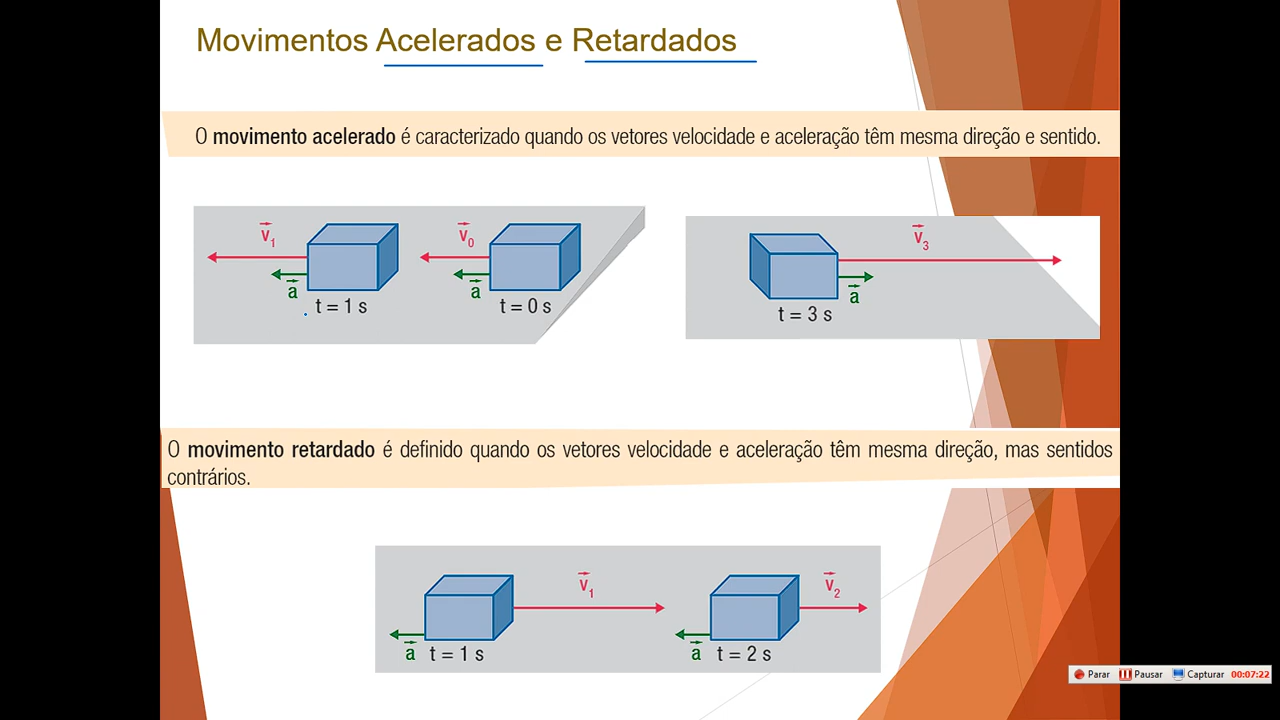 Movimentos Acelerados e Retardados
O movimento acelerado é caracterizado quando os vetores velocidade e aceleração têm mesma direção e sentido.
v₁
a
t = 1 s
v₀
a
t = 0 s
v₃
a
t = 3 s
O movimento retardado é definido quando os vetores velocidade e aceleração têm mesma direção, mas sentidos
contrários.
v₁
a
t = 1 s
v₂
a
t = 2 s
Parar Pausar Capturar 00:07:22